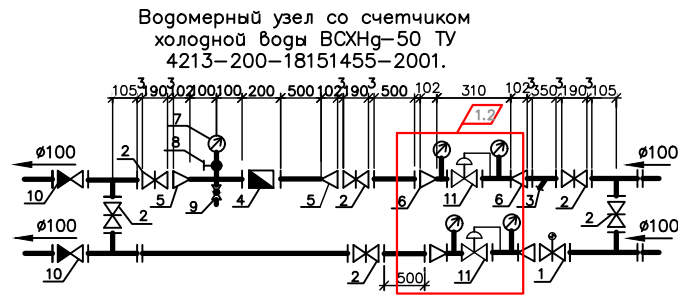 Водомерный узел со счетчиком
холодной воды ВСХНд-50 ТУ
4213-200-18151455-2001.
105 3 190 3 102 100 100 200 500 102 3 190 3 500 102 310 102 3 350 3 190 3 105
1.2
7
ø100 2 8 ø100
10 5 9 4 5 2 6 11 6 3 2
2 2
ø100 ø100
10 2 11 1
500